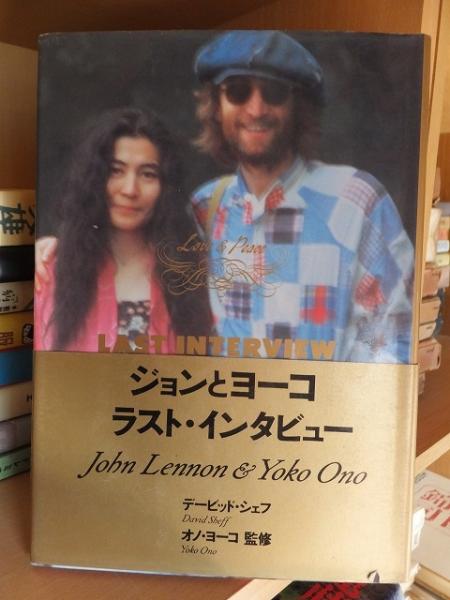 Love & Peace
LAST INTERVIEW
ジョンとヨーコ
ラスト・インタビュー
John Lennon & Yoko Ono
デービッド・シェフ
David Sheff
オノ・ヨーコ 監修
Yoko Ono